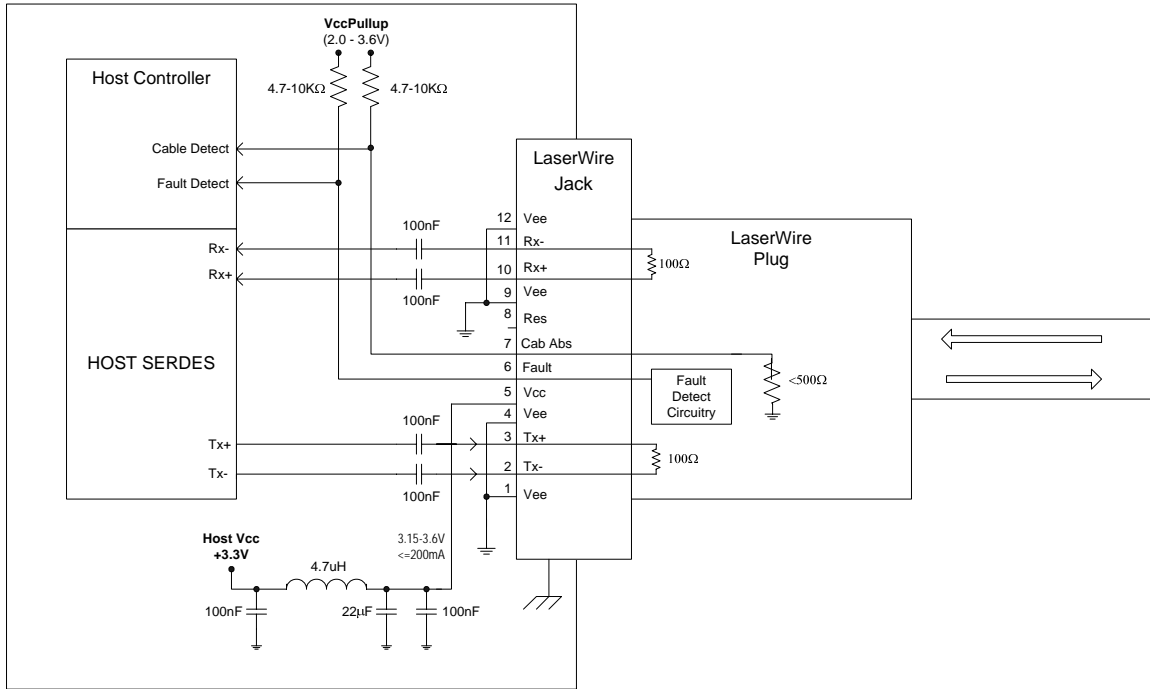 VccPullup
(2.0 - 3.6V)
4.7-10KΩ
4.7-10KΩ
Host Controller
Cable Detect
Fault Detect
LaserWire
Jack
LaserWire
Plug
100nF
100nF
Rx-
Rx+
12 Vee
11 Rx-
10 Rx+
9 Vee
8 Res
7 Cab Abs
6 Fault
5 Vcc
4 Vee
3 Tx+
2 Tx-
1 Vee
100Ω
HOST SERDES
Fault
Detect
Circuitry
<500Ω
100nF
100nF
Tx+
Tx-
100Ω
Host Vcc
+3.3V
3.15-3.6V
<=200mA
4.7uH
100nF
22µF
100nF